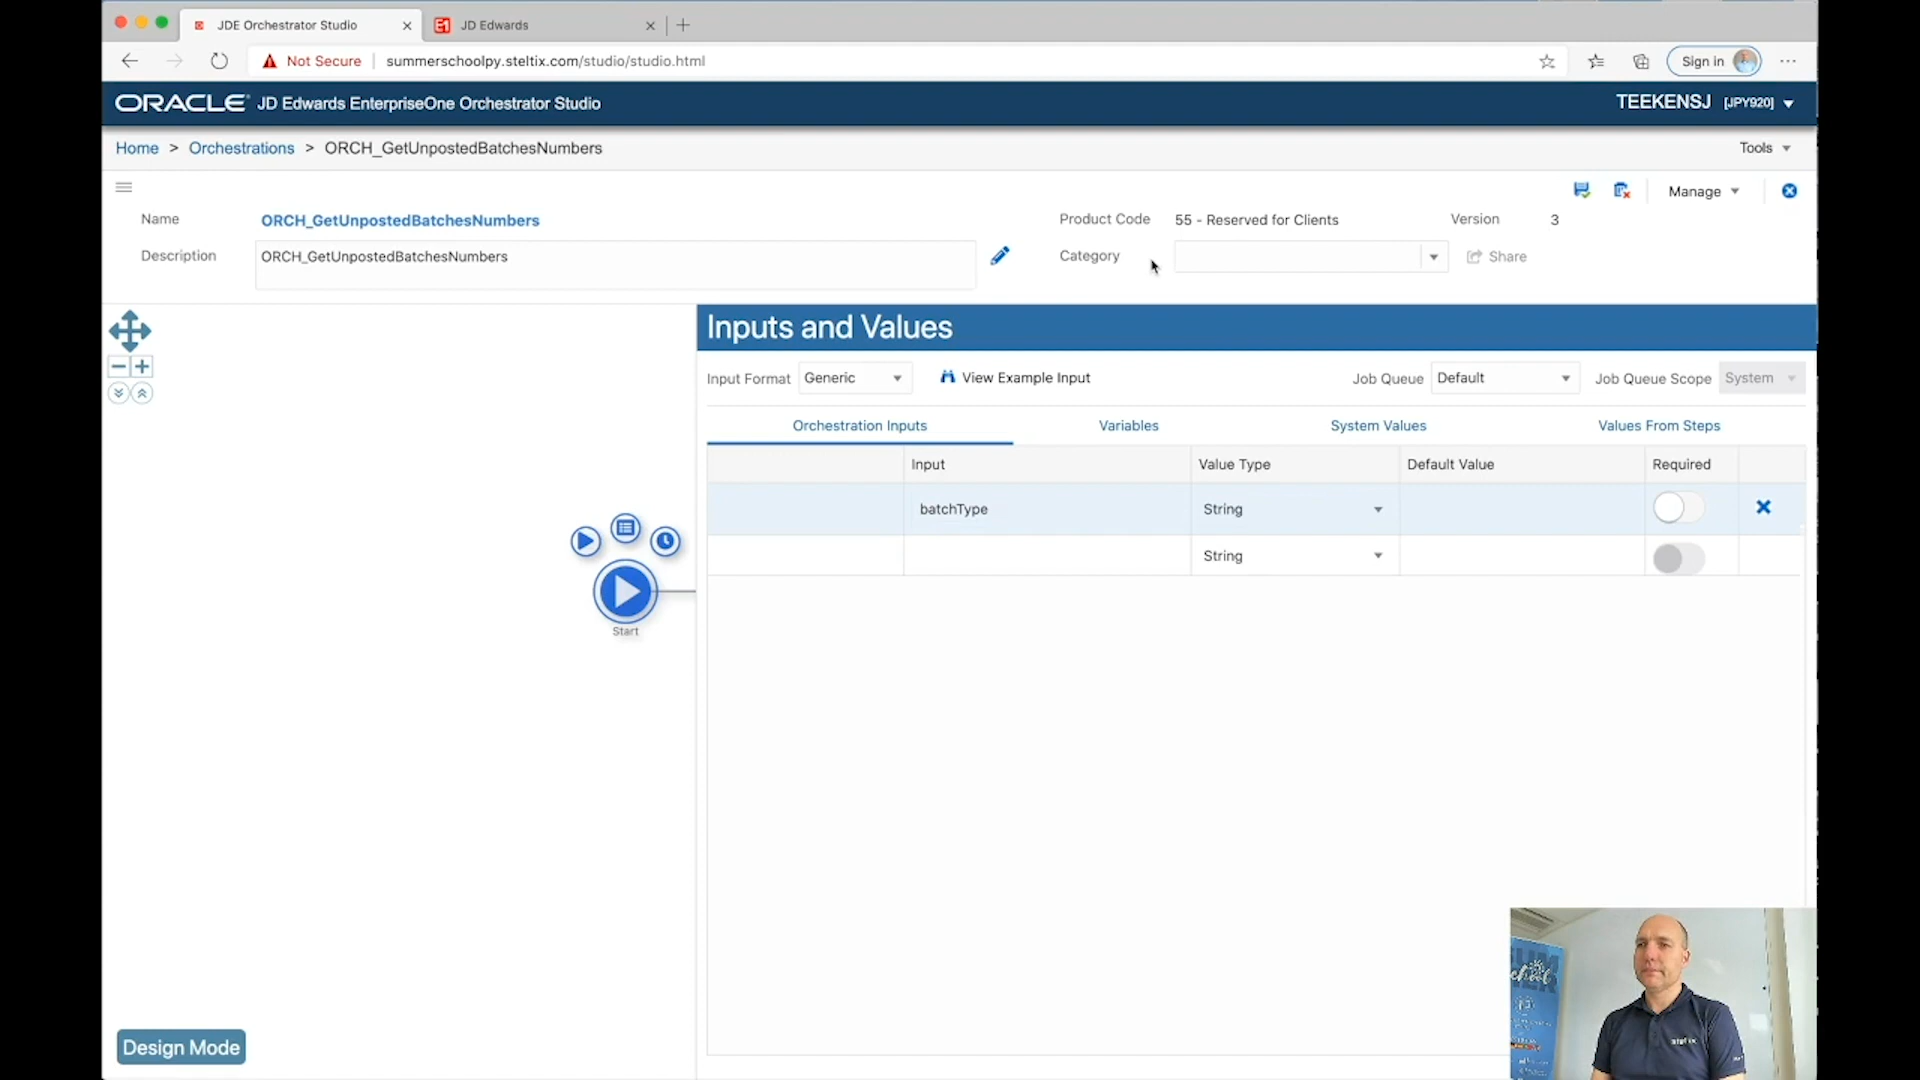 JDE Orchestrator Studio
JD Edwards
Not Secure
summerschoolpy.steltix.com/studio/studio.html
Sign in
ORACLE JD Edwards EnterpriseOne Orchestrator Studio
TEEKENSJ [JPY920]
Home > Orchestrations > ORCH_GetUnpostedBatchesNumbers
Tools
Manage
Name ORCH_GetUnpostedBatchesNumbers
Product Code 55 - Reserved for Clients
Version 3
Description ORCH_GetUnpostedBatchesNumbers
Category
Share
Inputs and Values
Input Format Generic
View Example Input
Job Queue Default
Job Queue Scope System
Orchestration Inputs
Variables
System Values
Values From Steps
Input
Value Type
Default Value
Required
batchType
String
String
Start
Design Mode
steltix